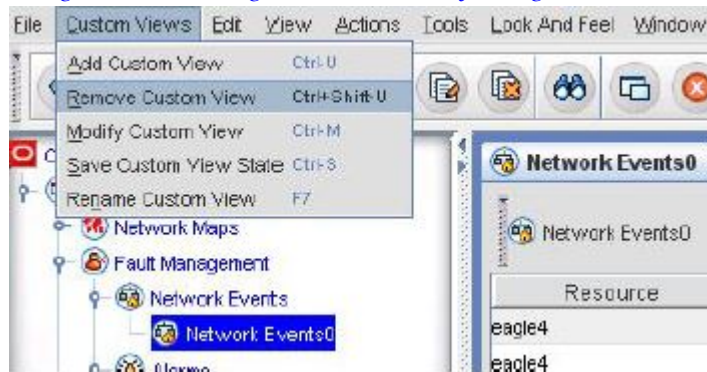 File Custom Views Edit View Actions Tools Look And Feel Window
Add Custom View Ctrl-U
Remove Custom View Ctrl+Shift-U
Modify Custom View Ctrl-M
Save Custom View State Ctrl-S
Rename Custom View F7
Network Maps
Fault Management
Network Events
Network Events0
Network Events0
Network Events0
Resource
eagle4
eagle4